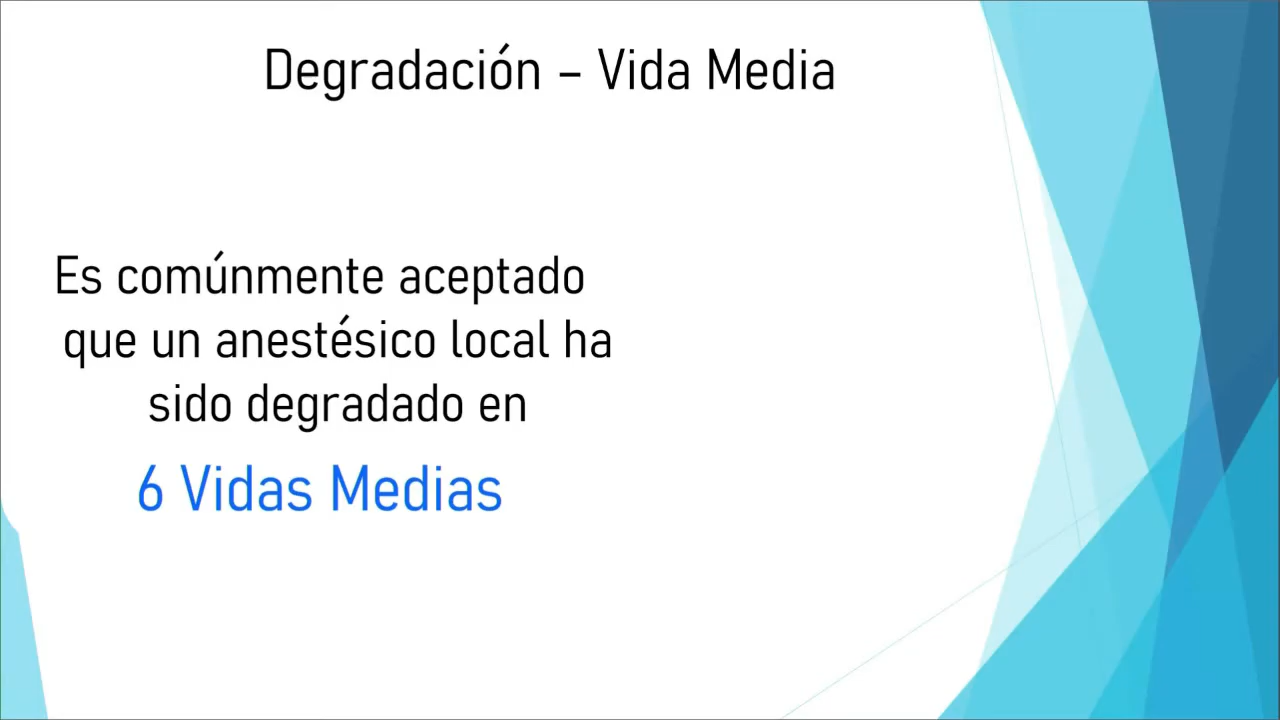 Degradación – Vida Media
Es comúnmente aceptado
que un anestésico local ha
sido degradado en
6 Vidas Medias